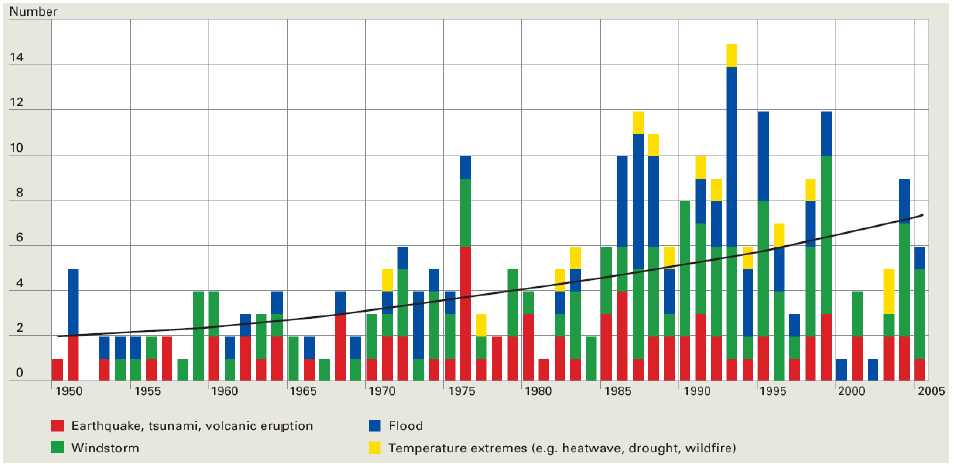 Number
14
12
10
8
6
4
2
0
1950 1955 1960 1965 1970 1975 1980 1985 1990 1995 2000 2005
Earthquake, tsunami, volcanic eruption Flood
Windstorm Temperature extremes (e.g. heatwave, drought, wildfire)